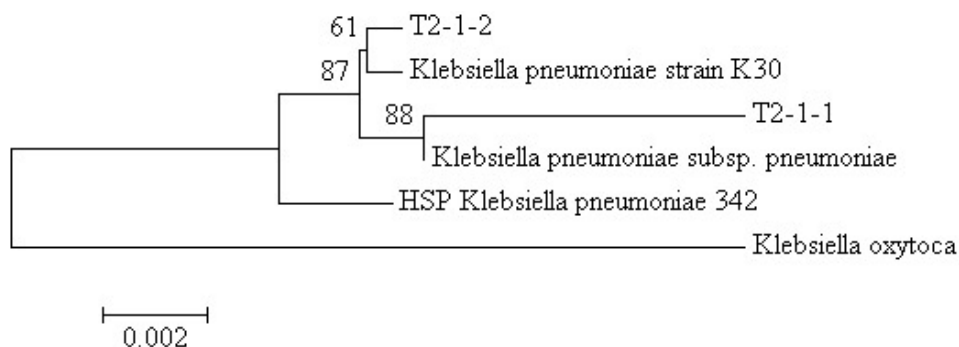 61
T2-1-2
87
Klebsiella pneumoniae strain K30
88
T2-1-1
Klebsiella pneumoniae subsp. pneumoniae
HSP Klebsiella pneumoniae 342
Klebsiella oxytoca
0.002